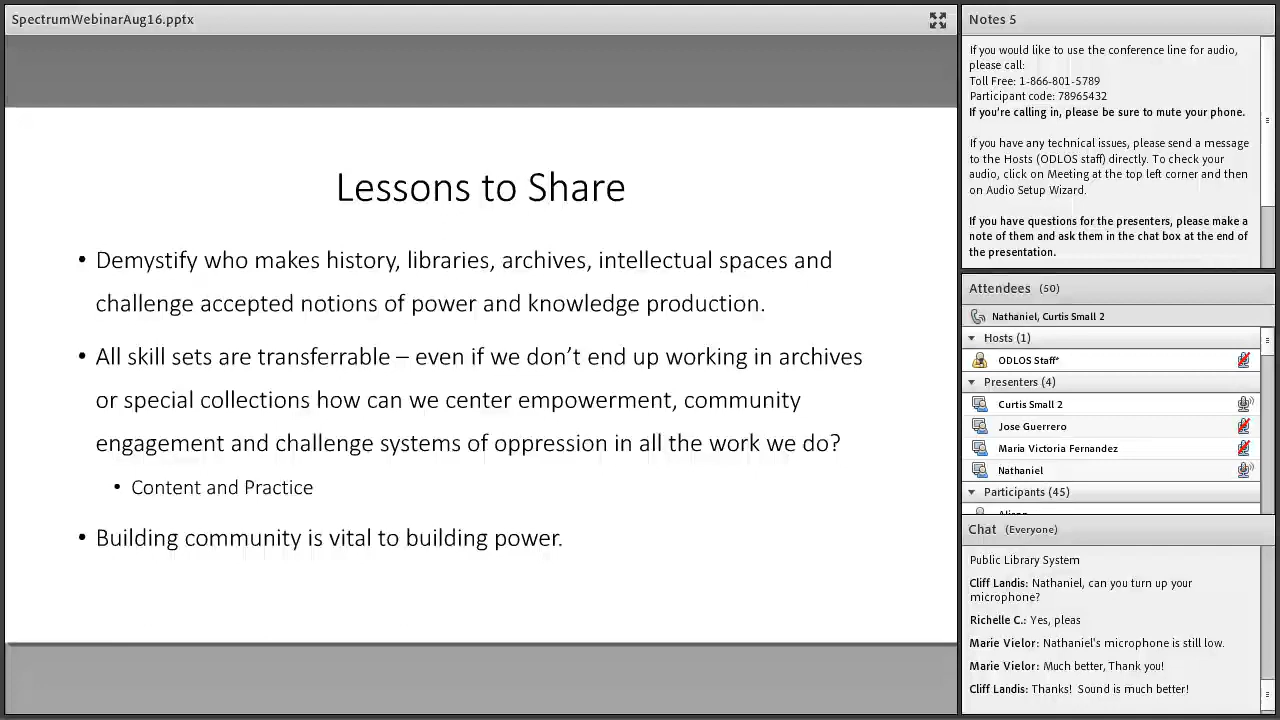 SpectrumWebinarAug16.pptx
Lessons to Share
• Demystify who makes history, libraries, archives, intellectual spaces and
challenge accepted notions of power and knowledge production.
• All skill sets are transferrable – even if we don't end up working in archives
or special collections how can we center empowerment, community
engagement and challenge systems of oppression in all the work we do?
• Content and Practice
• Building community is vital to building power.
Notes 5
If you would like to use the conference line for audio,
please call:
Toll Free: 1-866-801-5789
Participant code: 78965432
If you're calling in, please be sure to mute your phone.
If you have any technical issues, please send a message
to the Hosts (ODLOS staff) directly. To check your
audio, click on Meeting at the top left corner and then
on Audio Setup Wizard.
If you have questions for the presenters, please make a
note of them and ask them in the chat box at the end of
the presentation.
Attendees (50)
Nathaniel, Curtis Small 2
Hosts (1)
ODLOS Staff*
Presenters (4)
Curtis Small 2
Jose Guerrero
Maria Victoria Fernandez
Nathaniel
Participants (45)
Chat (Everyone)
Public Library System
Cliff Landis: Nathaniel, can you turn up your
microphone?
Richelle C.: Yes, pleas
Marie Vielor: Nathaniel's microphone is still low.
Marie Vielor: Much better, Thank you!
Cliff Landis: Thanks! Sound is much better!